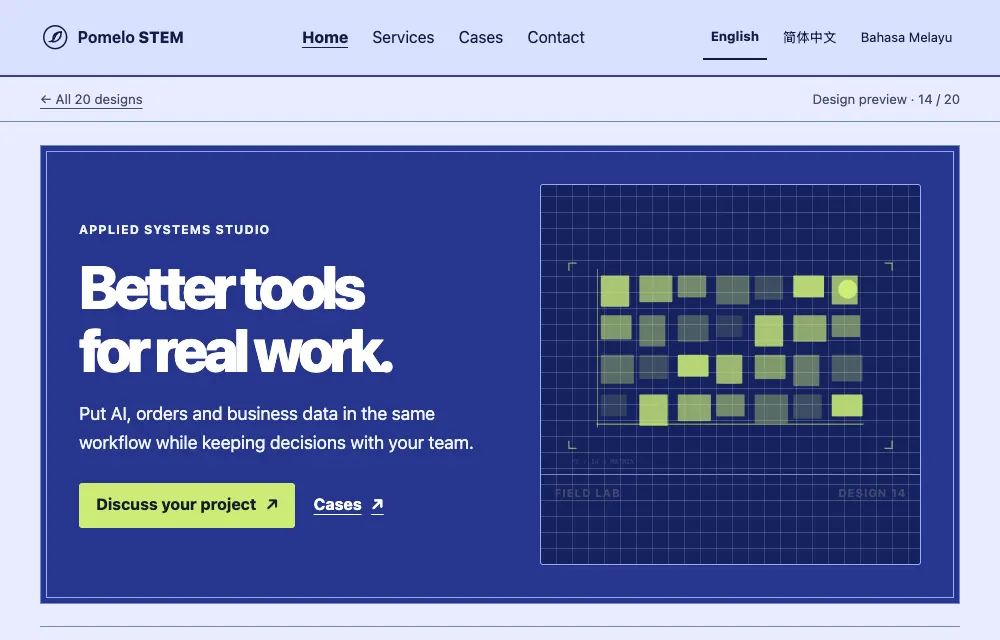 Pomelo STEM
Home Services Cases Contact
English 简体中文 Bahasa Melayu
← All 20 designs
Design preview · 14 / 20
APPLIED SYSTEMS STUDIO
Better tools
for real work.
Put AI, orders and business data in the same
workflow while keeping decisions with your team.
Discuss your project ↗
Cases ↗
FIELD LAB
DESIGN 14